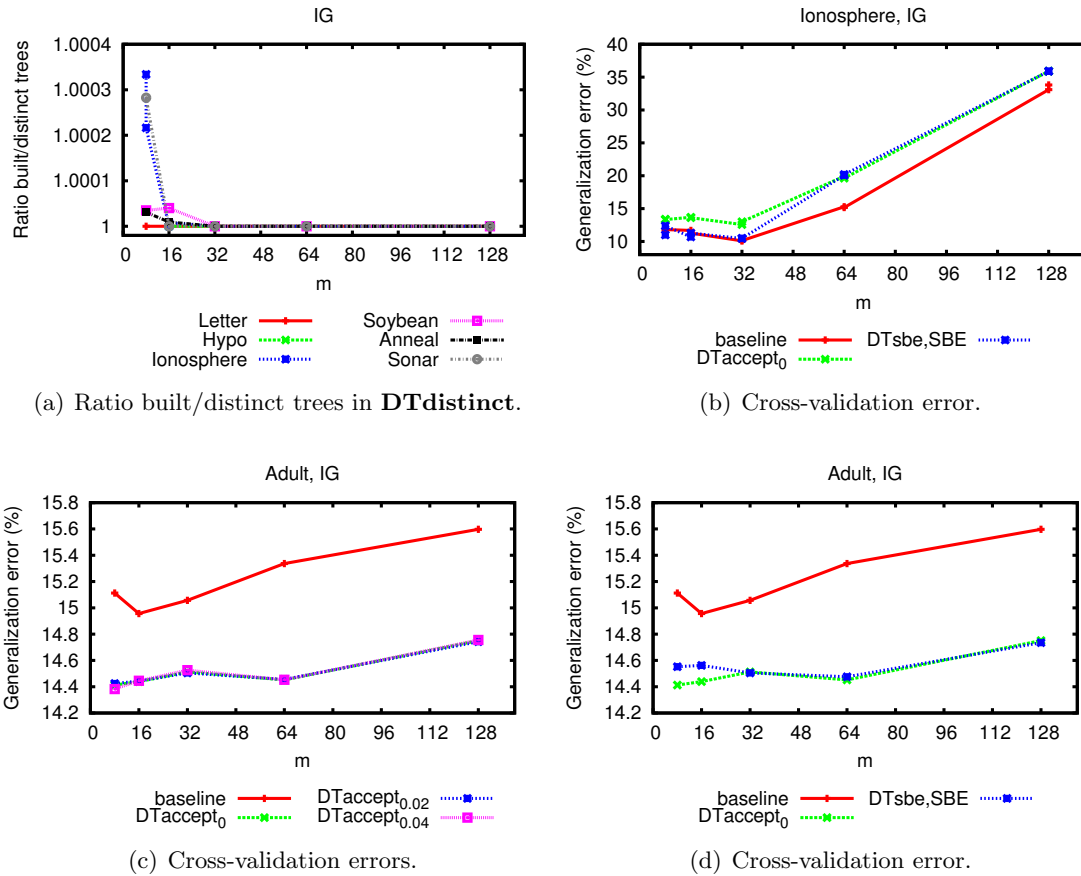 IG
Ratio built/distinct trees
1.0004
1.0003
1.0002
1.0001
1
0 16 32 48 64 80 96 112 128
m
Letter
Hypo
Ionosphere
Soybean
Anneal
Sonar
(a) Ratio built/distinct trees in DTdistinct.
Ionosphere, IG
Generalization error (%)
40
35
30
25
20
15
10
0 16 32 48 64 80 96 112 128
m
baseline
DTaccept0
DTsbe,SBE
(b) Cross-validation error.
Adult, IG
Generalization error (%)
15.8
15.6
15.4
15.2
15
14.8
14.6
14.4
14.2
0 16 32 48 64 80 96 112 128
m
baseline
DTaccept0
DTaccept0.02
DTaccept0.04
(c) Cross-validation errors.
Adult, IG
Generalization error (%)
15.8
15.6
15.4
15.2
15
14.8
14.6
14.4
14.2
0 16 32 48 64 80 96 112 128
m
baseline
DTaccept0
DTsbe,SBE
(d) Cross-validation error.